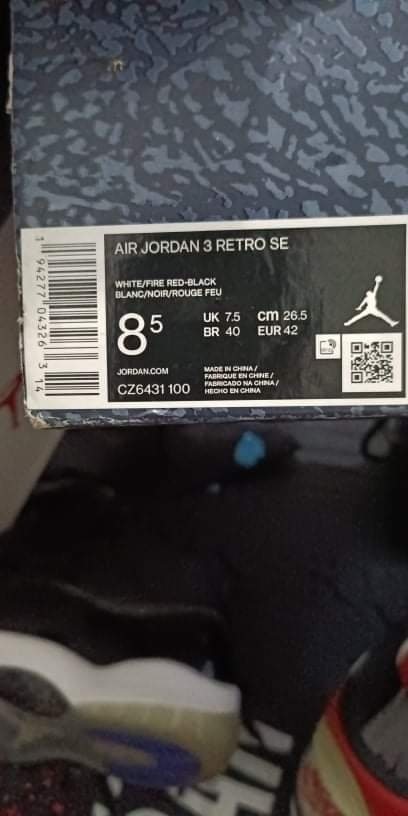 AIR JORDAN 3 RETRO SE
WHITE/FIRE RED-BLACK
BLANC/NOIR/ROUGE FEU
8 5
UK 7.5 cm 26.5
BR 40 EUR 42
JORDAN.COM
CZ6431 100
MADE IN CHINA /
FABRIQUE EN CHINE /
FABRICADO NA CHINA /
HECHO EN CHINA
1 94277 04326 3 14